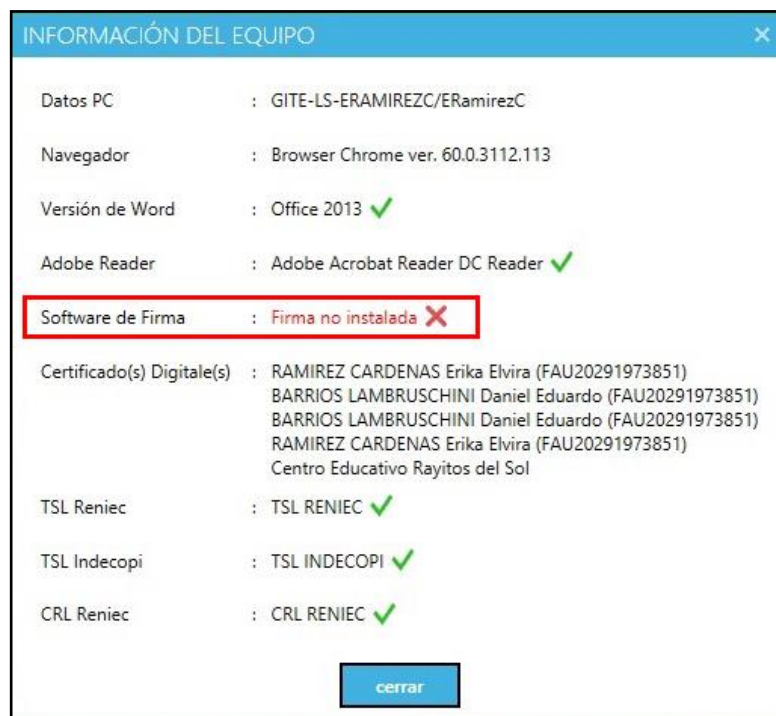 INFORMACIÓN DEL EQUIPO
Datos PC : GITE-LS-ERAMIREZC/ERamirezC
Navegador : Browser Chrome ver. 60.0.3112.113
Versión de Word : Office 2013
Adobe Reader : Adobe Acrobat Reader DC Reader
Software de Firma : Firma no instalada
Certificado(s) Digitale(s) : RAMIREZ CARDENAS Erika Elvira (FAU20291973851)
BARRIOS LAMBRUSCHINI Daniel Eduardo (FAU20291973851)
BARRIOS LAMBRUSCHINI Daniel Eduardo (FAU20291973851)
RAMIREZ CARDENAS Erika Elvira (FAU20291973851)
Centro Educativo Rayitos del Sol
TSL Reniec : TSL RENIEC
TSL Indecopi : TSL INDECOPI
CRL Reniec : CRL RENIEC
cerrar